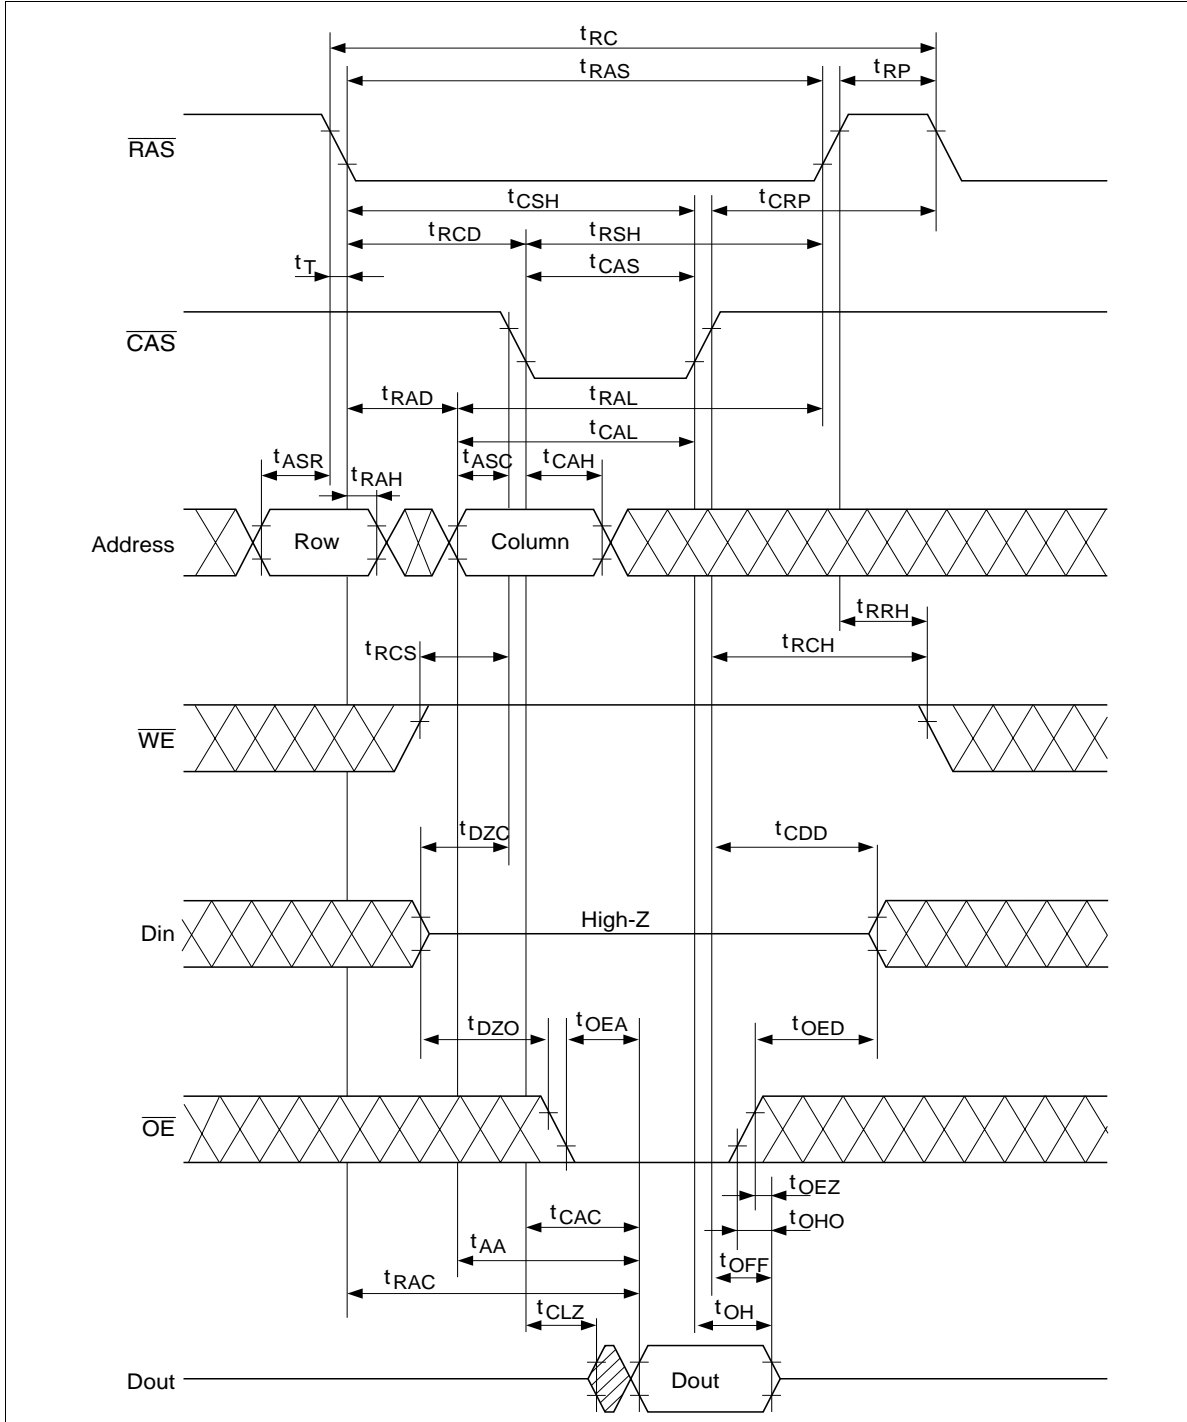 tRC
tRAS tRP
RAS
tCSH tCRP
tRCD tRSH
tT tCAS
CAS
tRAD tRAL
tCAL
tASR tASC tCAH
tRAH
Address Row Column
tRRH
tRCS tRCH
WE
tDZC tCDD
Din High-Z
tDZO tOEA tOED
OE
tOEZ
tCAC tOHO
tAA
tOFF
tRAC
tCLZ tOH
Dout Dout